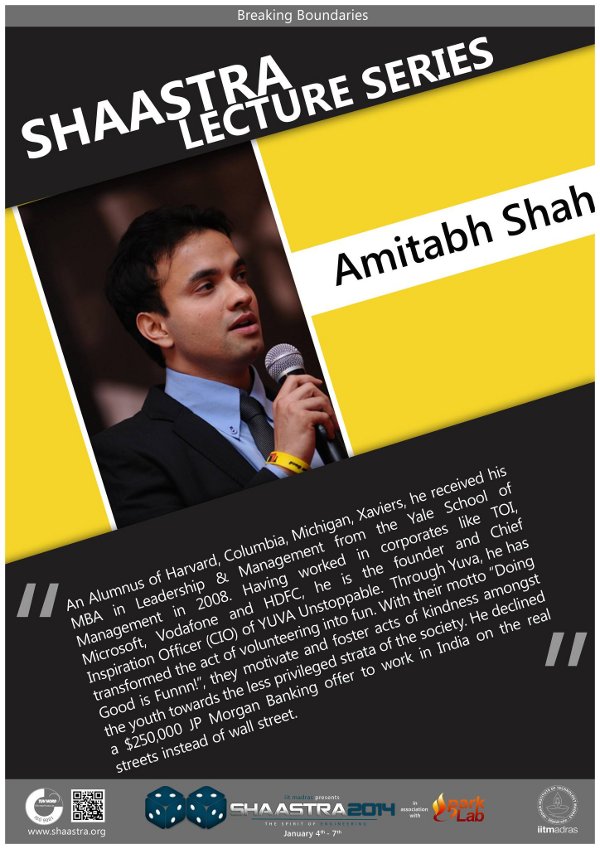 Breaking Boundaries
SHAASTRA
LECTURE SERIES
Amitabh Shah
An Alumnus of Harvard, Columbia, Michigan, Xaviers, he received his
MBA in Leadership & Management from the Yale School of
Management in 2008. Having worked in corporates like TOI,
Microsoft, Vodafone and HDFC, he is the founder and Chief
Inspiration Officer (CIO) of YUVA Unstoppable. Through Yuva, he has
transformed the act of volunteering into fun. With their motto "Doing
Good is Funnn!", they motivate and foster acts of kindness amongst
the youth towards the less privileged strata of the society. He declined
a $250,000 JP Morgan Banking offer to work in India on the real
streets instead of wall street.
www.shaastra.org
iit madras presents
SHAASTRA2014
THE SPIRIT OF ENGINEERING
January 4th - 7th
in
association
with
Lab
iitmadras